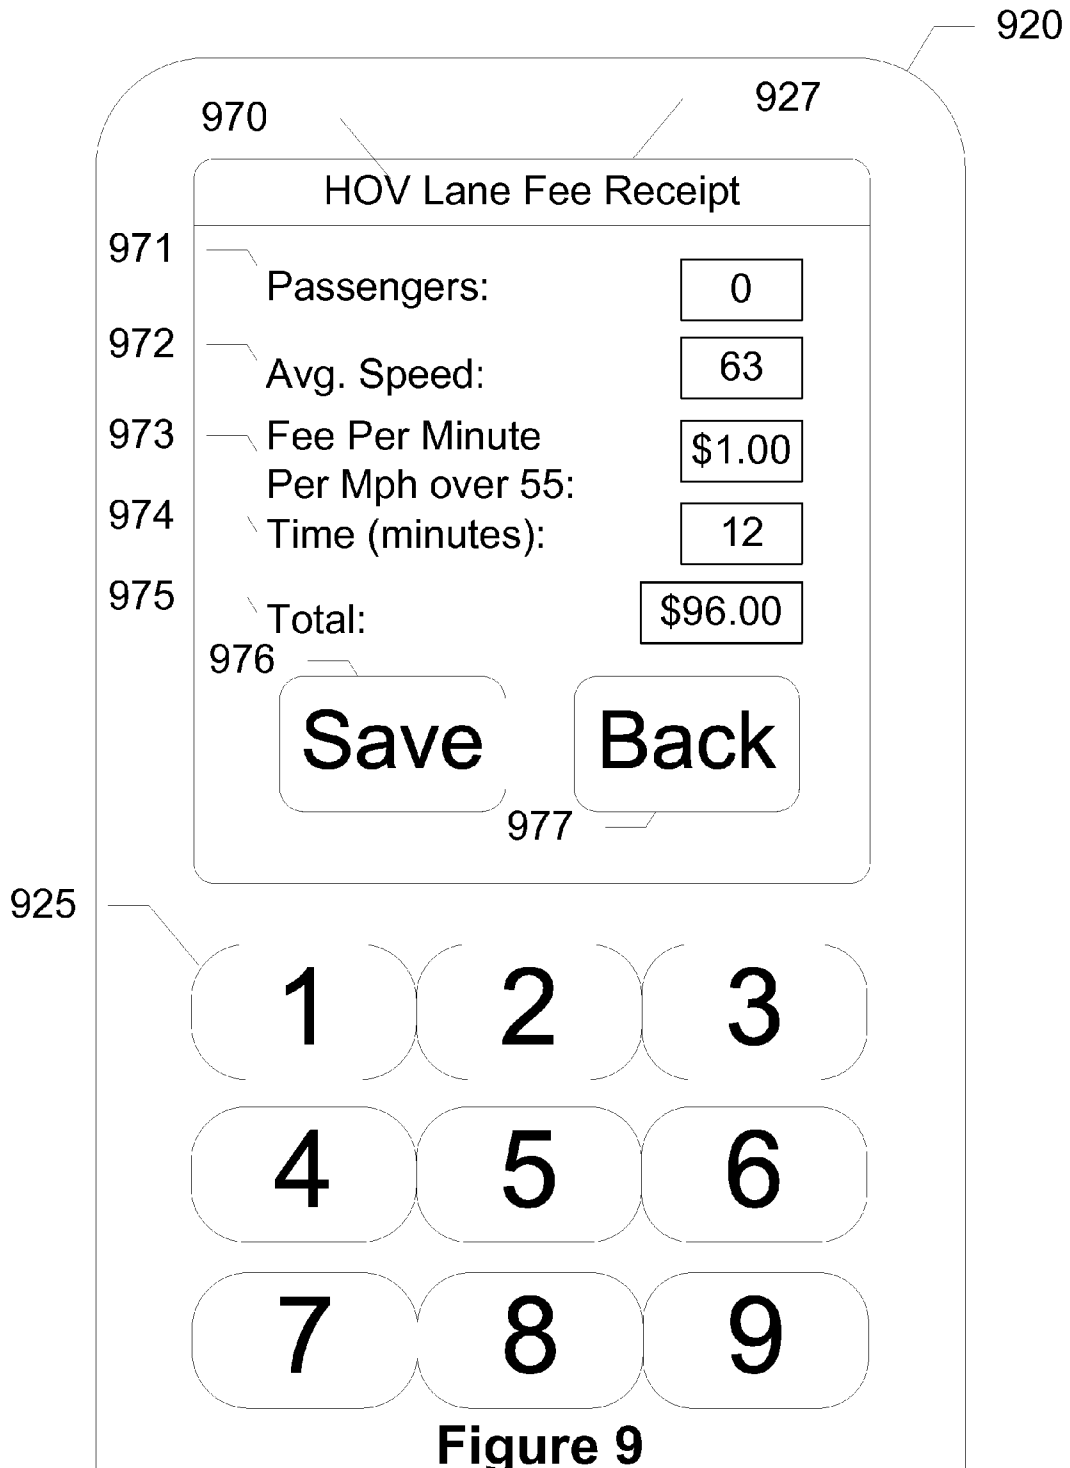 920
970
927
HOV Lane Fee Receipt
971
Passengers: 0
972
Avg. Speed: 63
973
Fee Per Minute
Per Mph over 55: $1.00
974
Time (minutes): 12
975
Total: $96.00
976
Save Back
977
925
1 2 3
4 5 6
7 8 9
Figure 9